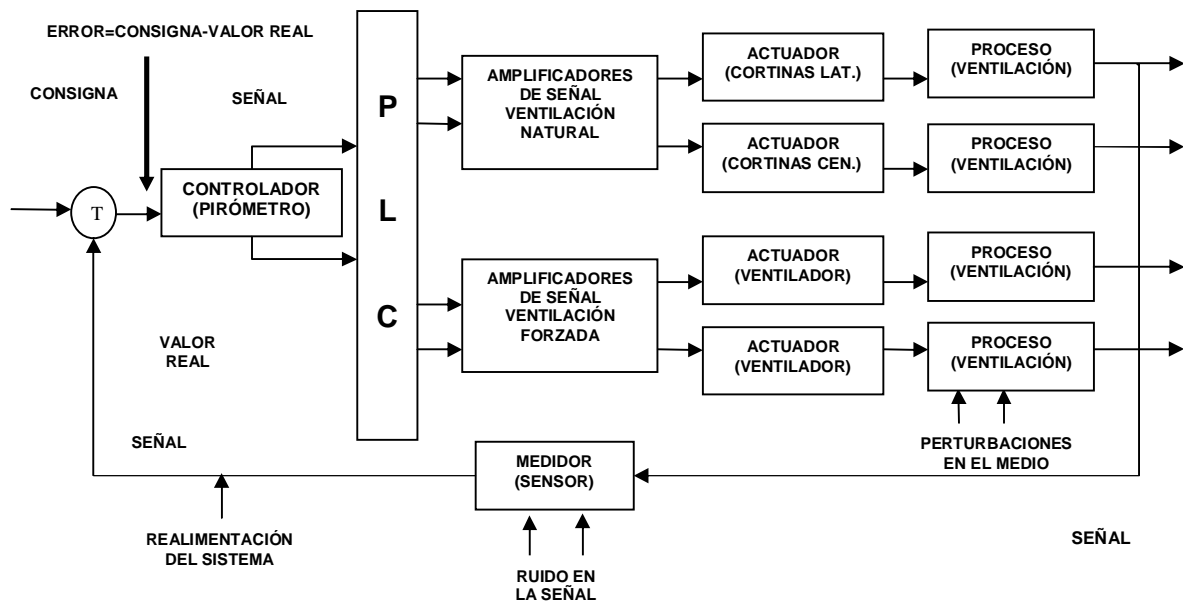 ERROR=CONSIGNA-VALOR REAL
CONSIGNA
SEÑAL
T
CONTROLADOR
(PIRÓMETRO)
P
L
C
AMPLIFICADORES
DE SEÑAL
VENTILACIÓN
NATURAL
ACTUADOR
(CORTINAS LAT.)
PROCESO
(VENTILACIÓN)
ACTUADOR
(CORTINAS CEN.)
PROCESO
(VENTILACIÓN)
AMPLIFICADORES
DE SEÑAL
VENTILACIÓN
FORZADA
ACTUADOR
(VENTILADOR)
PROCESO
(VENTILACIÓN)
ACTUADOR
(VENTILADOR)
PROCESO
(VENTILACIÓN)
VALOR
REAL
SEÑAL
MEDIDOR
(SENSOR)
PERTURBACIONES
EN EL MEDIO
REALIMENTACIÓN
DEL SISTEMA
RUIDO EN
LA SEÑAL
SEÑAL